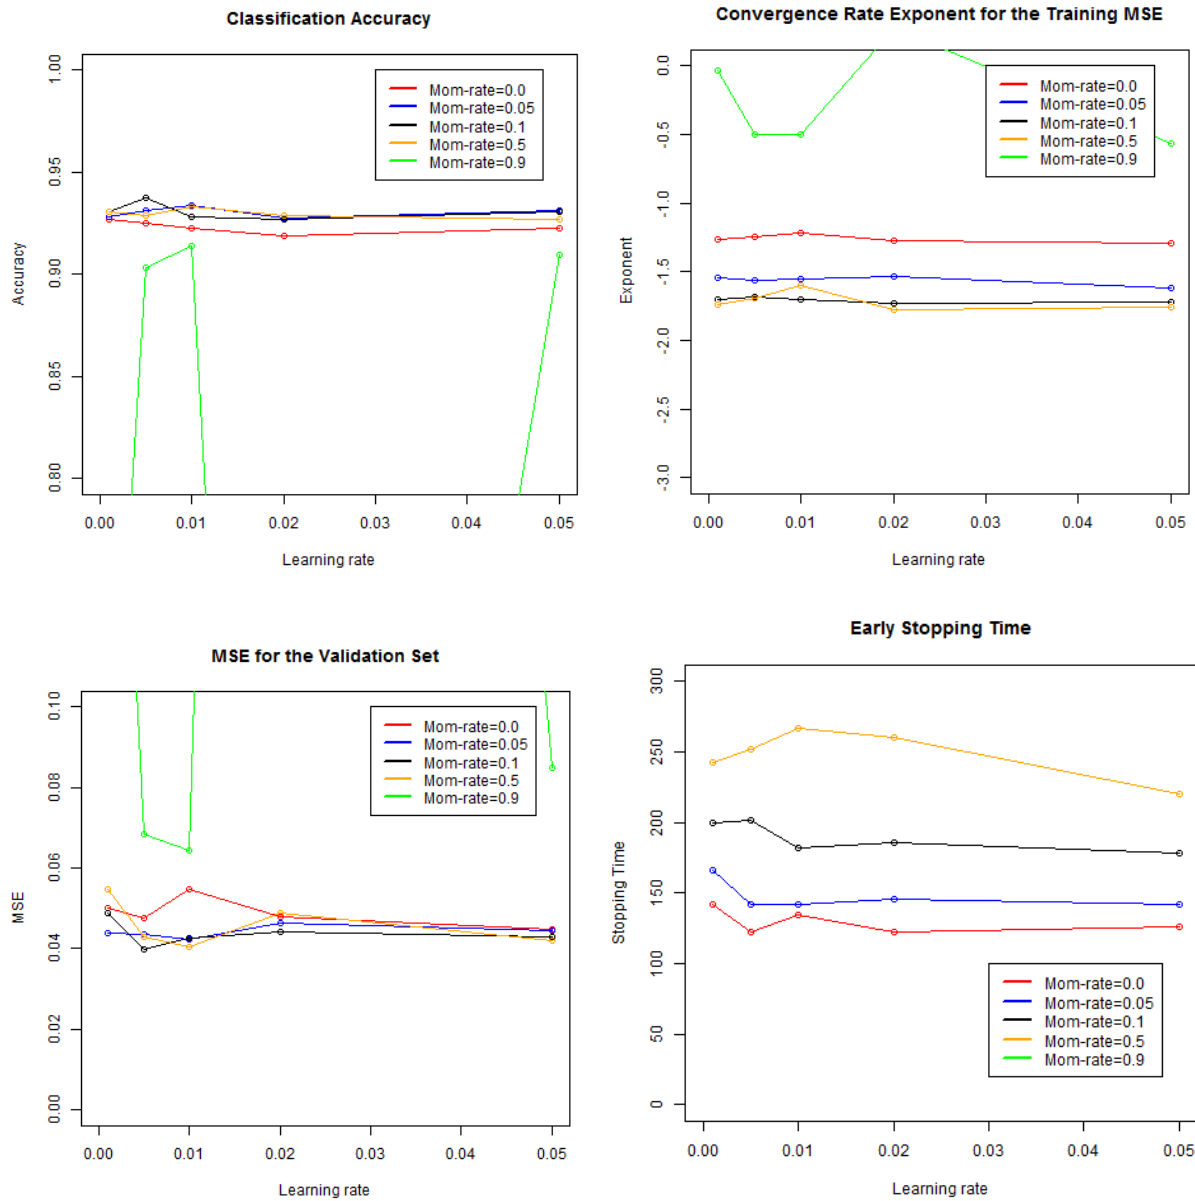 Classification Accuracy
Accuracy
1.00
0.95
0.90
0.85
0.80
Mom-rate=0.0
Mom-rate=0.05
Mom-rate=0.1
Mom-rate=0.5
Mom-rate=0.9
0.00 0.01 0.02 0.03 0.04 0.05
Learning rate
Convergence Rate Exponent for the Training MSE
Exponent
0.0
-0.5
-1.0
-1.5
-2.0
-2.5
-3.0
Mom-rate=0.0
Mom-rate=0.05
Mom-rate=0.1
Mom-rate=0.5
Mom-rate=0.9
0.00 0.01 0.02 0.03 0.04 0.05
Learning rate
MSE for the Validation Set
MSE
0.10
0.08
0.06
0.04
0.02
0.00
Mom-rate=0.0
Mom-rate=0.05
Mom-rate=0.1
Mom-rate=0.5
Mom-rate=0.9
0.00 0.01 0.02 0.03 0.04 0.05
Learning rate
Early Stopping Time
Stopping Time
300
250
200
150
100
50
0
Mom-rate=0.0
Mom-rate=0.05
Mom-rate=0.1
Mom-rate=0.5
Mom-rate=0.9
0.00 0.01 0.02 0.03 0.04 0.05
Learning rate